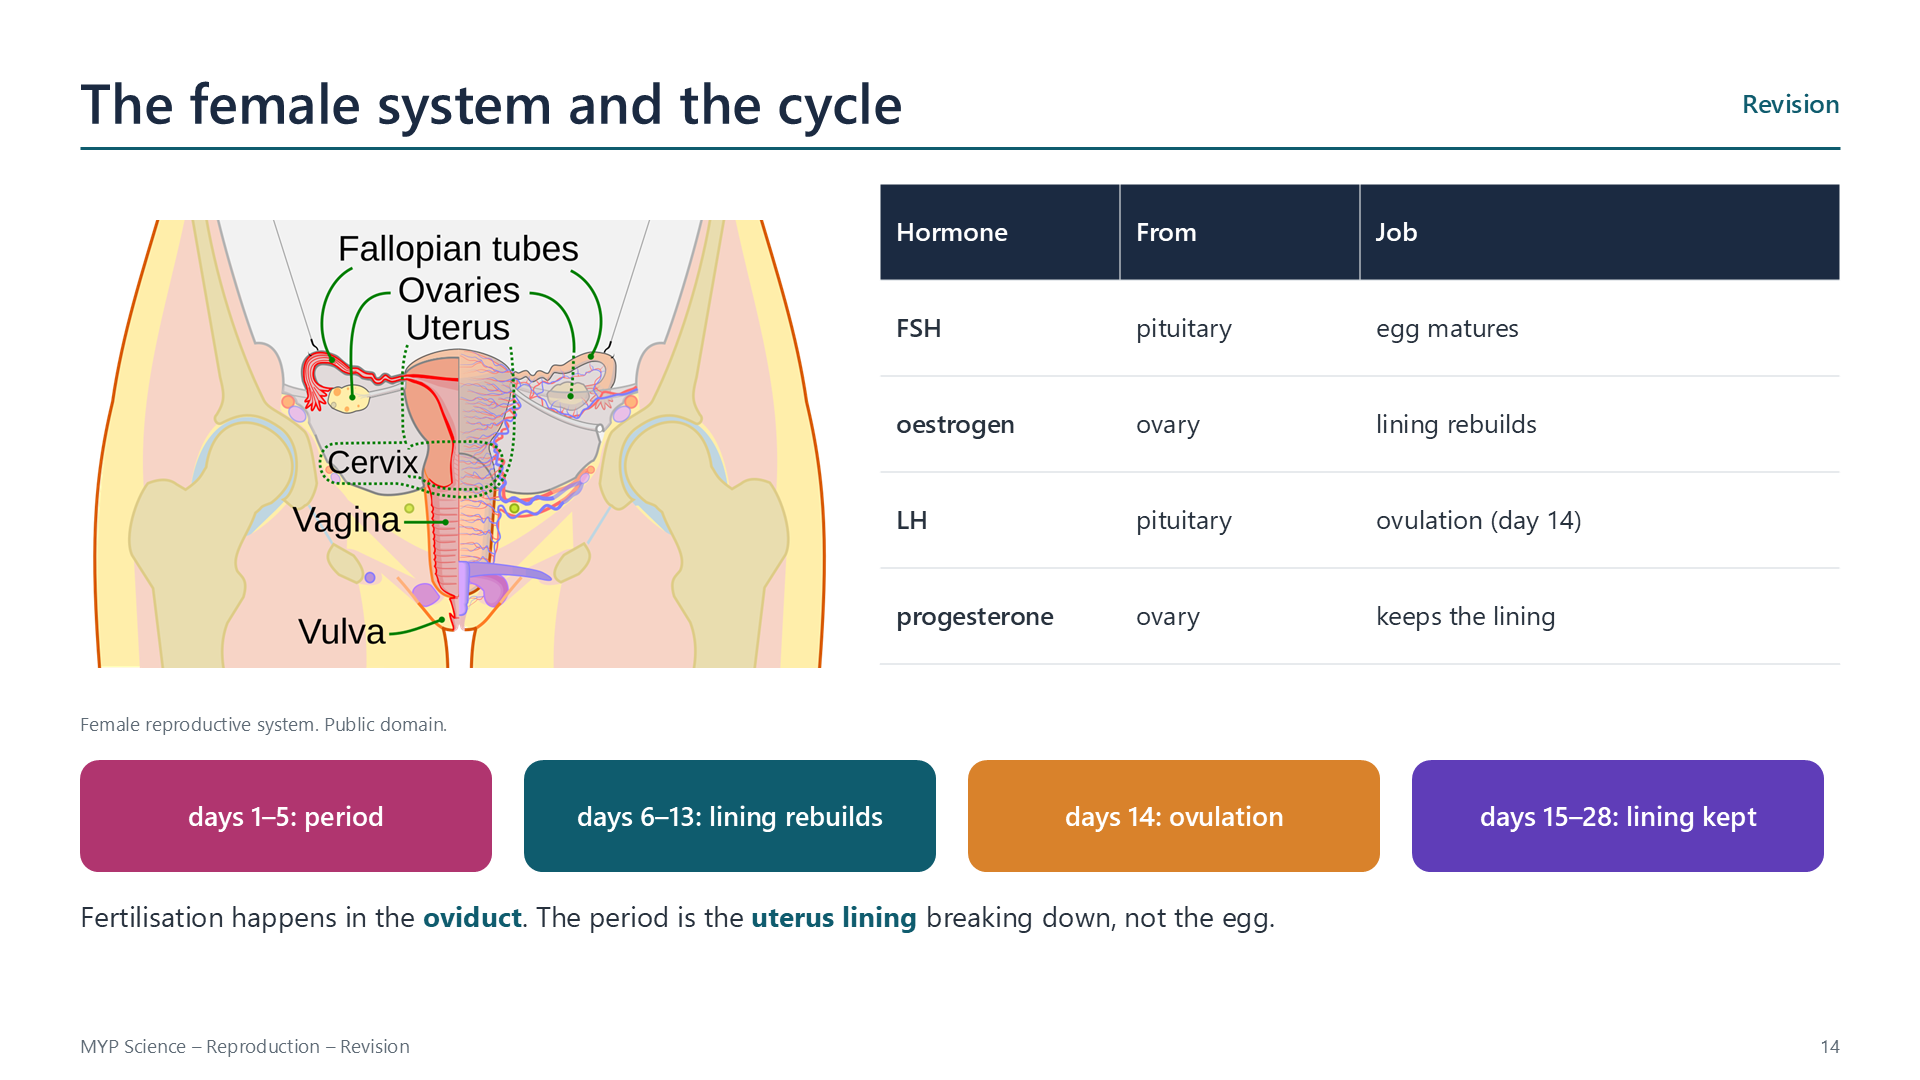 The female system and the cycle
Revision
Fallopian tubes
Ovaries
Uterus
Cervix
Vagina
Vulva
Hormone From Job
FSH pituitary egg matures
oestrogen ovary lining rebuilds
LH pituitary ovulation (day 14)
progesterone ovary keeps the lining
Female reproductive system. Public domain.
days 1–5: period
days 6–13: lining rebuilds
days 14: ovulation
days 15–28: lining kept
Fertilisation happens in the oviduct. The period is the uterus lining breaking down, not the egg.
MYP Science – Reproduction – Revision
14